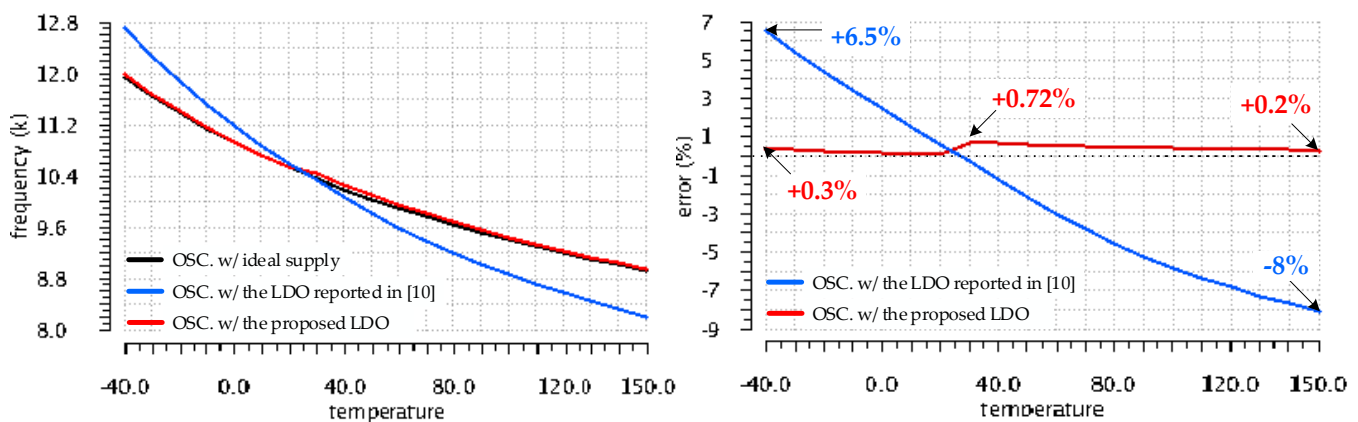 12.8
12.0
11.2
10.4
9.6
8.8
8.0
frequency (k)
OSC. w/ ideal supply
OSC. w/ the LDO reported in [10]
OSC. w/ the proposed LDO
-40.0 0.0 40.0 80.0 120.0 150.0
temperature
7
5
3
1
-1
-3
-5
-7
-9
error (%)
+6.5%
+0.72%
+0.2%
+0.3%
-8%
OSC. w/ the LDO reported in [10]
OSC. w/ the proposed LDO
-40.0 0.0 40.0 80.0 120.0 150.0
temperature